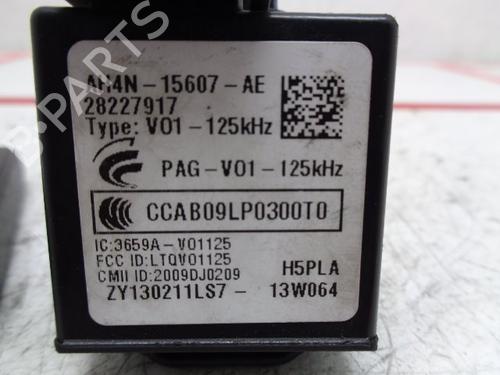 15607-AE
28227917
Type: V01-125kHz
PAG-V01-125kHz
CCAB09LP0300T0
IC:3659A-V01125
FCC ID:LTQV01125
CMII ID:2009DJ0209
H5PLA
ZY130211LS7- 13W064
PARTS